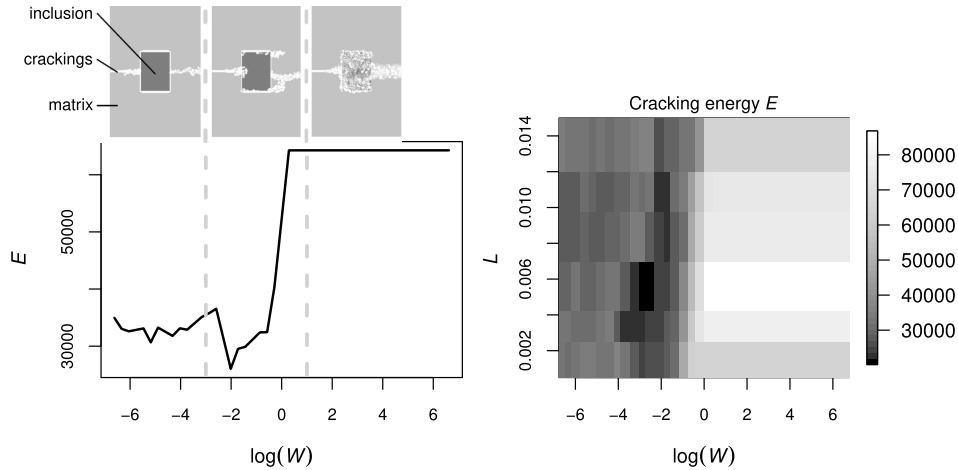 inclusion
crackings
matrix
50000
30000
E
−6 −4 −2 0 2 4 6
log(W)
Cracking energy E
0.014
0.010
0.006
0.002
L
−6 −4 −2 0 2 4 6
log(W)
80000
70000
60000
50000
40000
30000